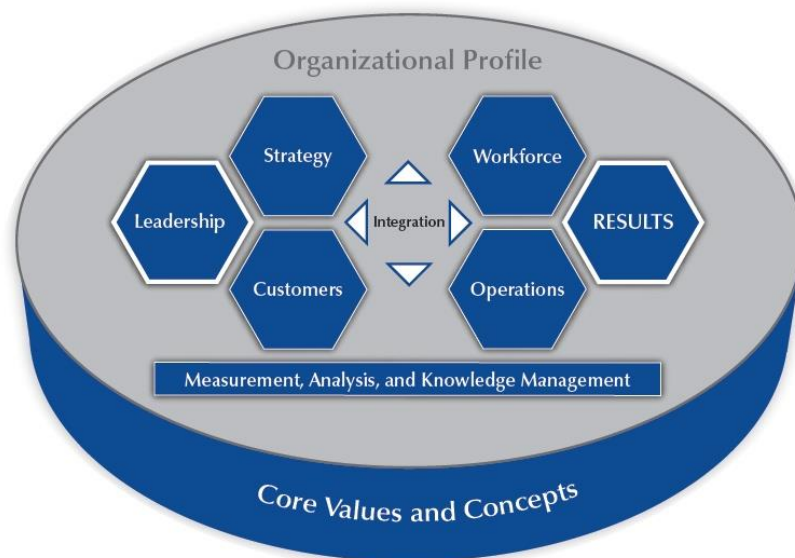 Organizational Profile
Strategy
Workforce
Leadership
Integration
RESULTS
Customers
Operations
Measurement, Analysis, and Knowledge Management
Core Values and Concepts